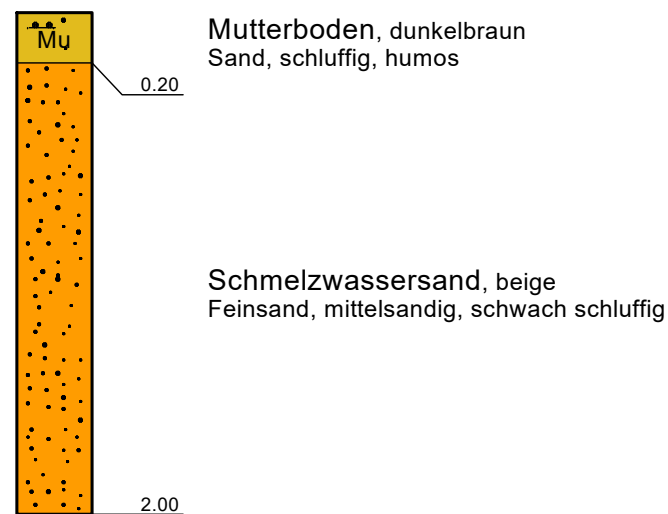 Mu
Mutterboden, dunkelbraun
Sand, schluffig, humos
0.20
Schmelzwassersand, beige
Feinsand, mittelsandig, schwach schluffig
2.00